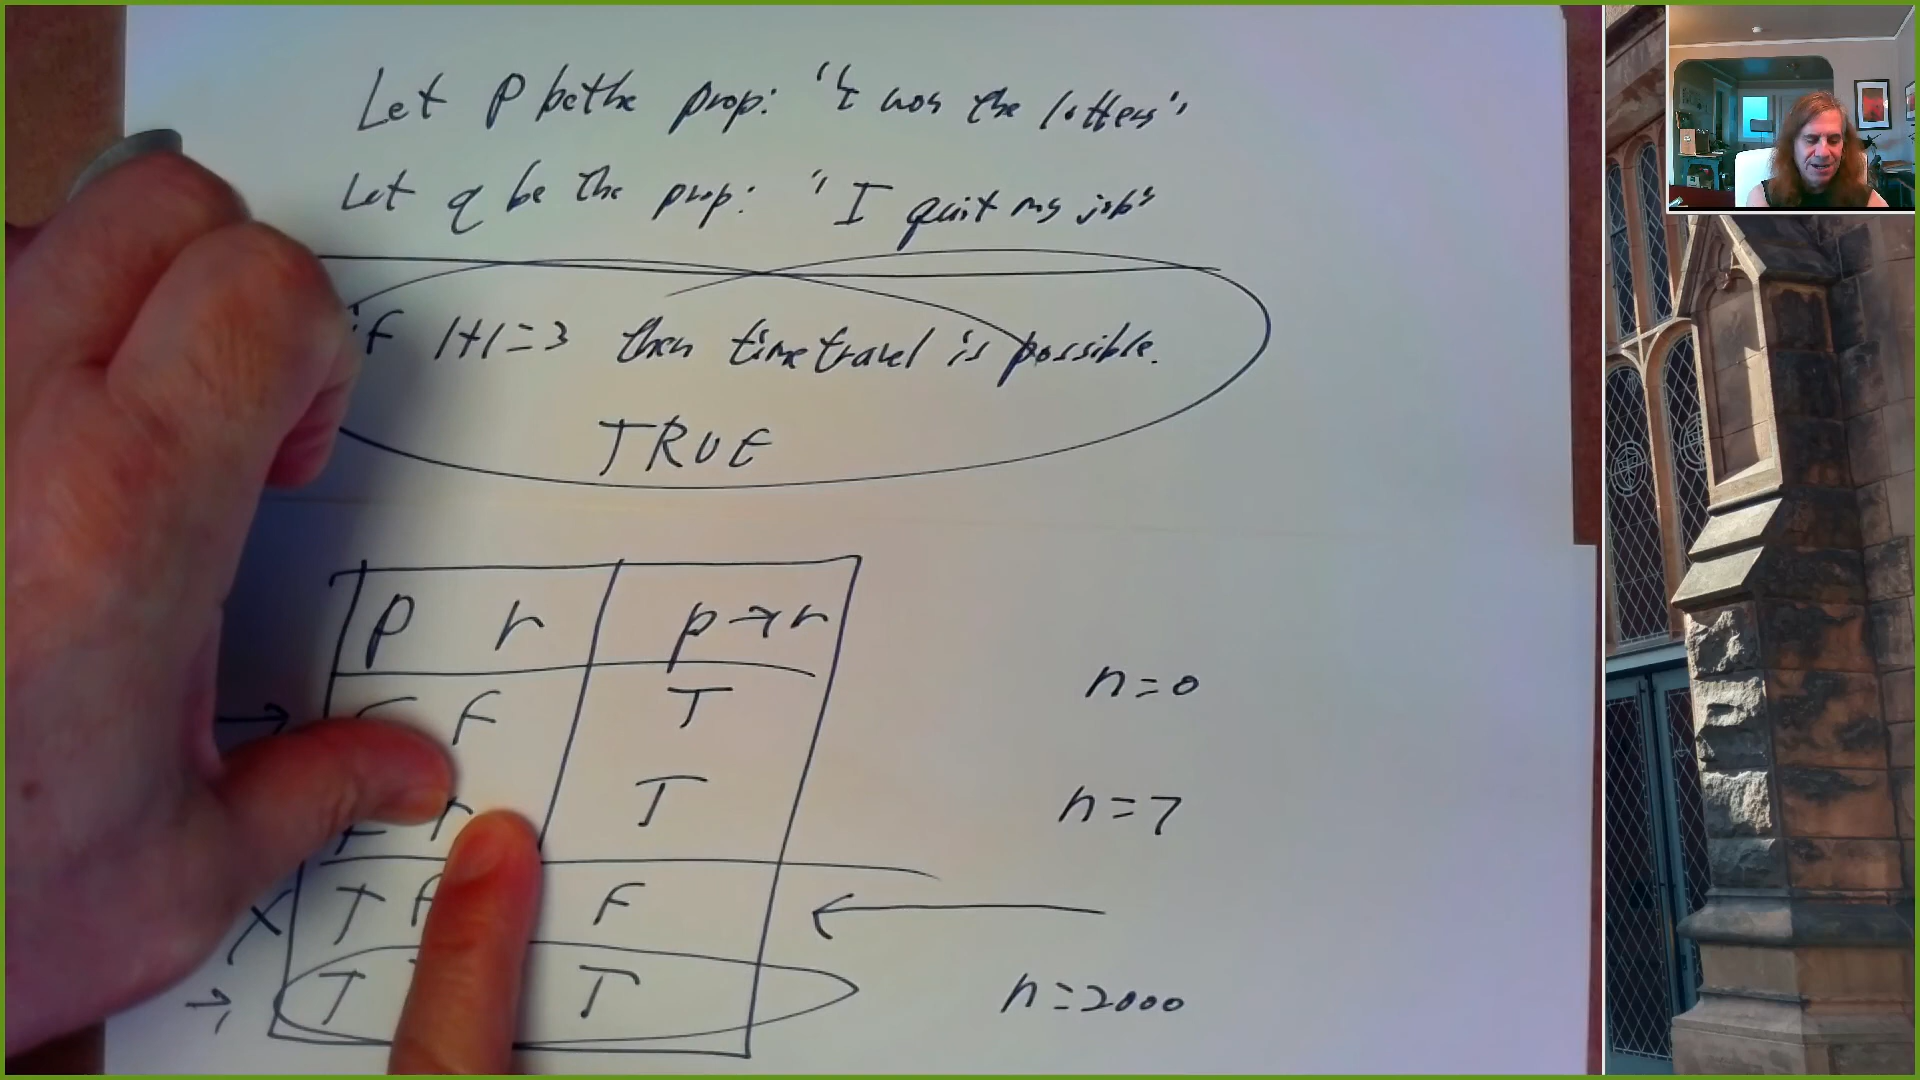 Let p be the prop: "I won the lottery"
Let q be the prop: "I quit my job"
if 1+1=3 then time travel is possible.
TRUE
p r p→r
→ F F T n=0
F T n=7
X T F F ←
→ T T n=2000